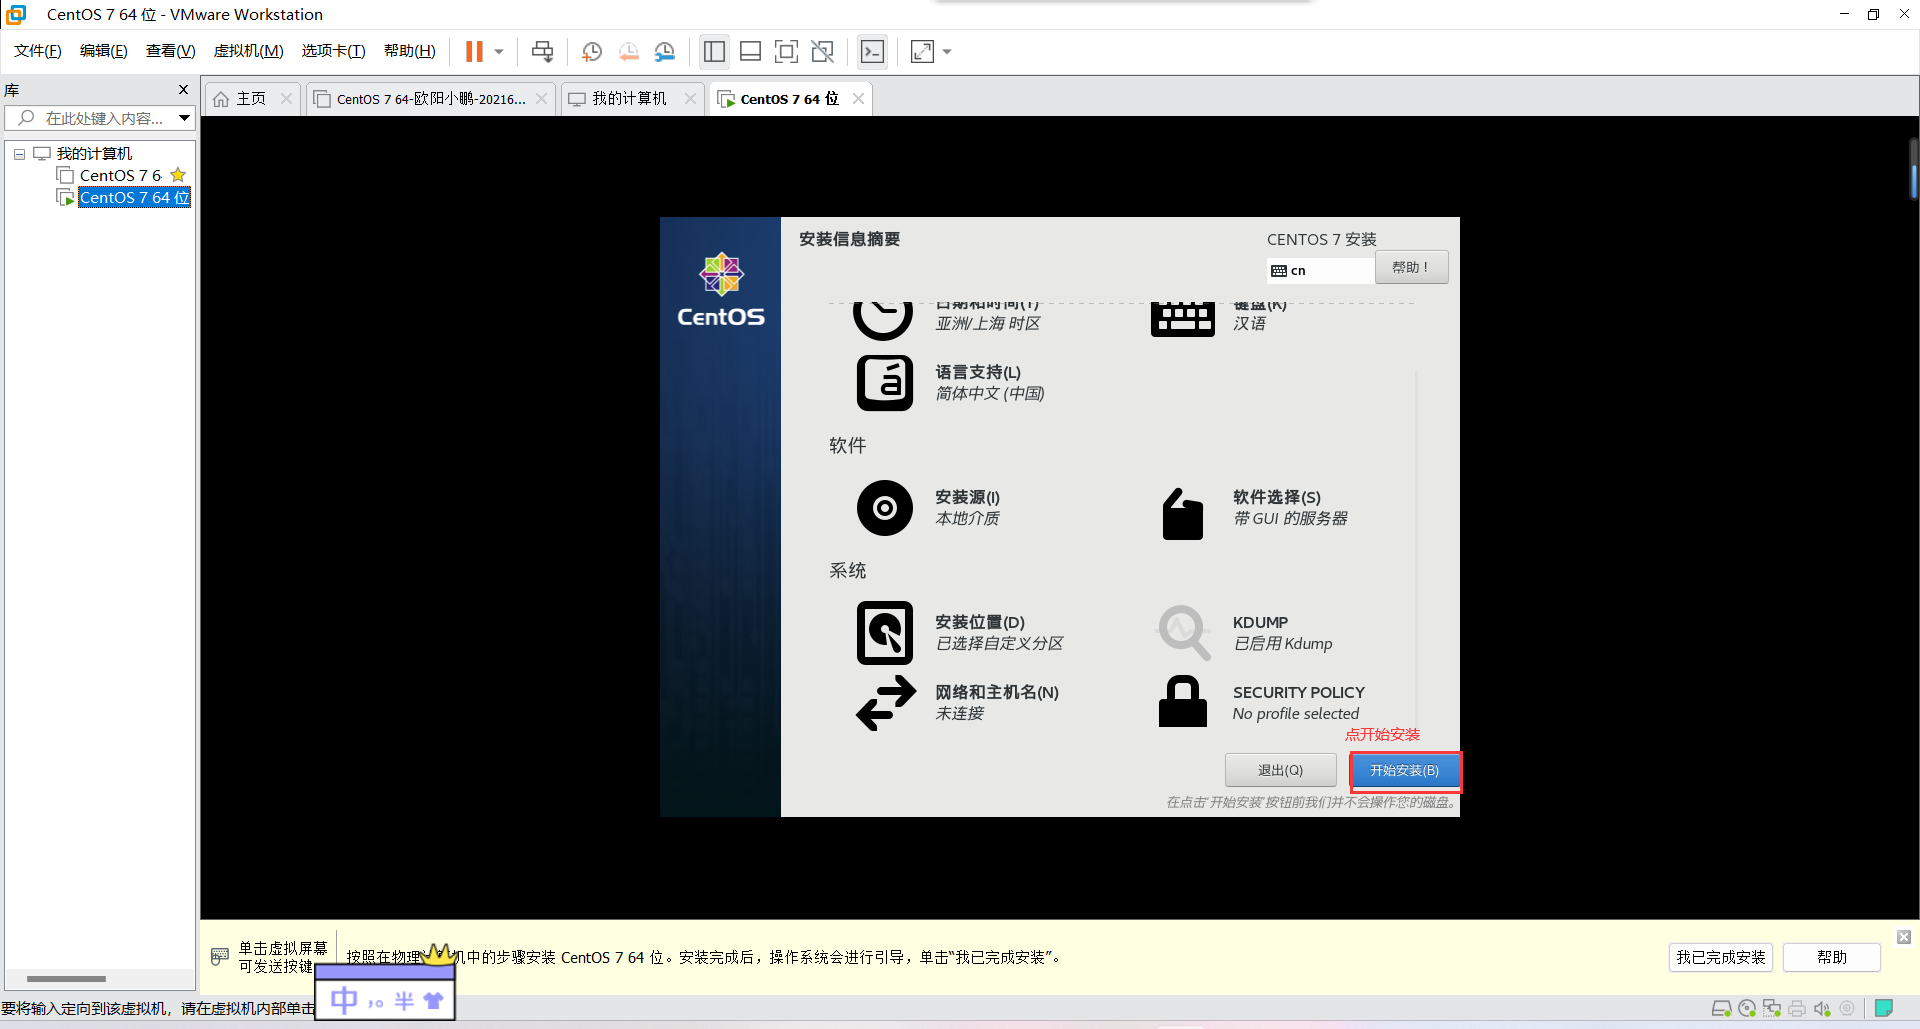 CentOS 7 64 位 - VMware Workstation
文件(F) 编辑(E) 查看(V) 虚拟机(M) 选项卡(T) 帮助(H)
库
在此处键入内容...
我的计算机
CentOS 7 6
CentOS 7 64 位
主页
CentOS 7 64-欧阳小鹏-20216...
我的计算机
CentOS 7 64 位
CentOS
安装信息摘要
CENTOS 7 安装
cn
帮助！
日期和时间(T)
亚洲/上海 时区
键盘(K)
汉语
语言支持(L)
简体中文 (中国)
软件
安装源(I)
本地介质
软件选择(S)
带 GUI 的服务器
系统
安装位置(D)
已选择自定义分区
KDUMP
已启用 Kdump
网络和主机名(N)
未连接
SECURITY POLICY
No profile selected
点开始安装
退出(Q)
开始安装(B)
在点击“开始安装”按钮前我们并不会操作您的磁盘。
单击虚拟屏幕
可发送按键
按照在物理计算机中的步骤安装 CentOS 7 64 位。安装完成后，操作系统会进行引导，单击“我已完成安装”。
我已完成安装
帮助
中 ，。半
要将输入定向到该虚拟机，请在虚拟机内部单击